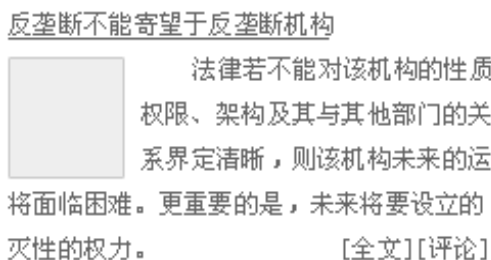 反垄断不能寄望于反垄断机构
法律若不能对该机构的性质
权限、架构及其与其他部门的关
系界定清晰，则该机构未来的运
将面临困难。更重要的是，未来将要设立的
灭性的权力。 [全文][评论]